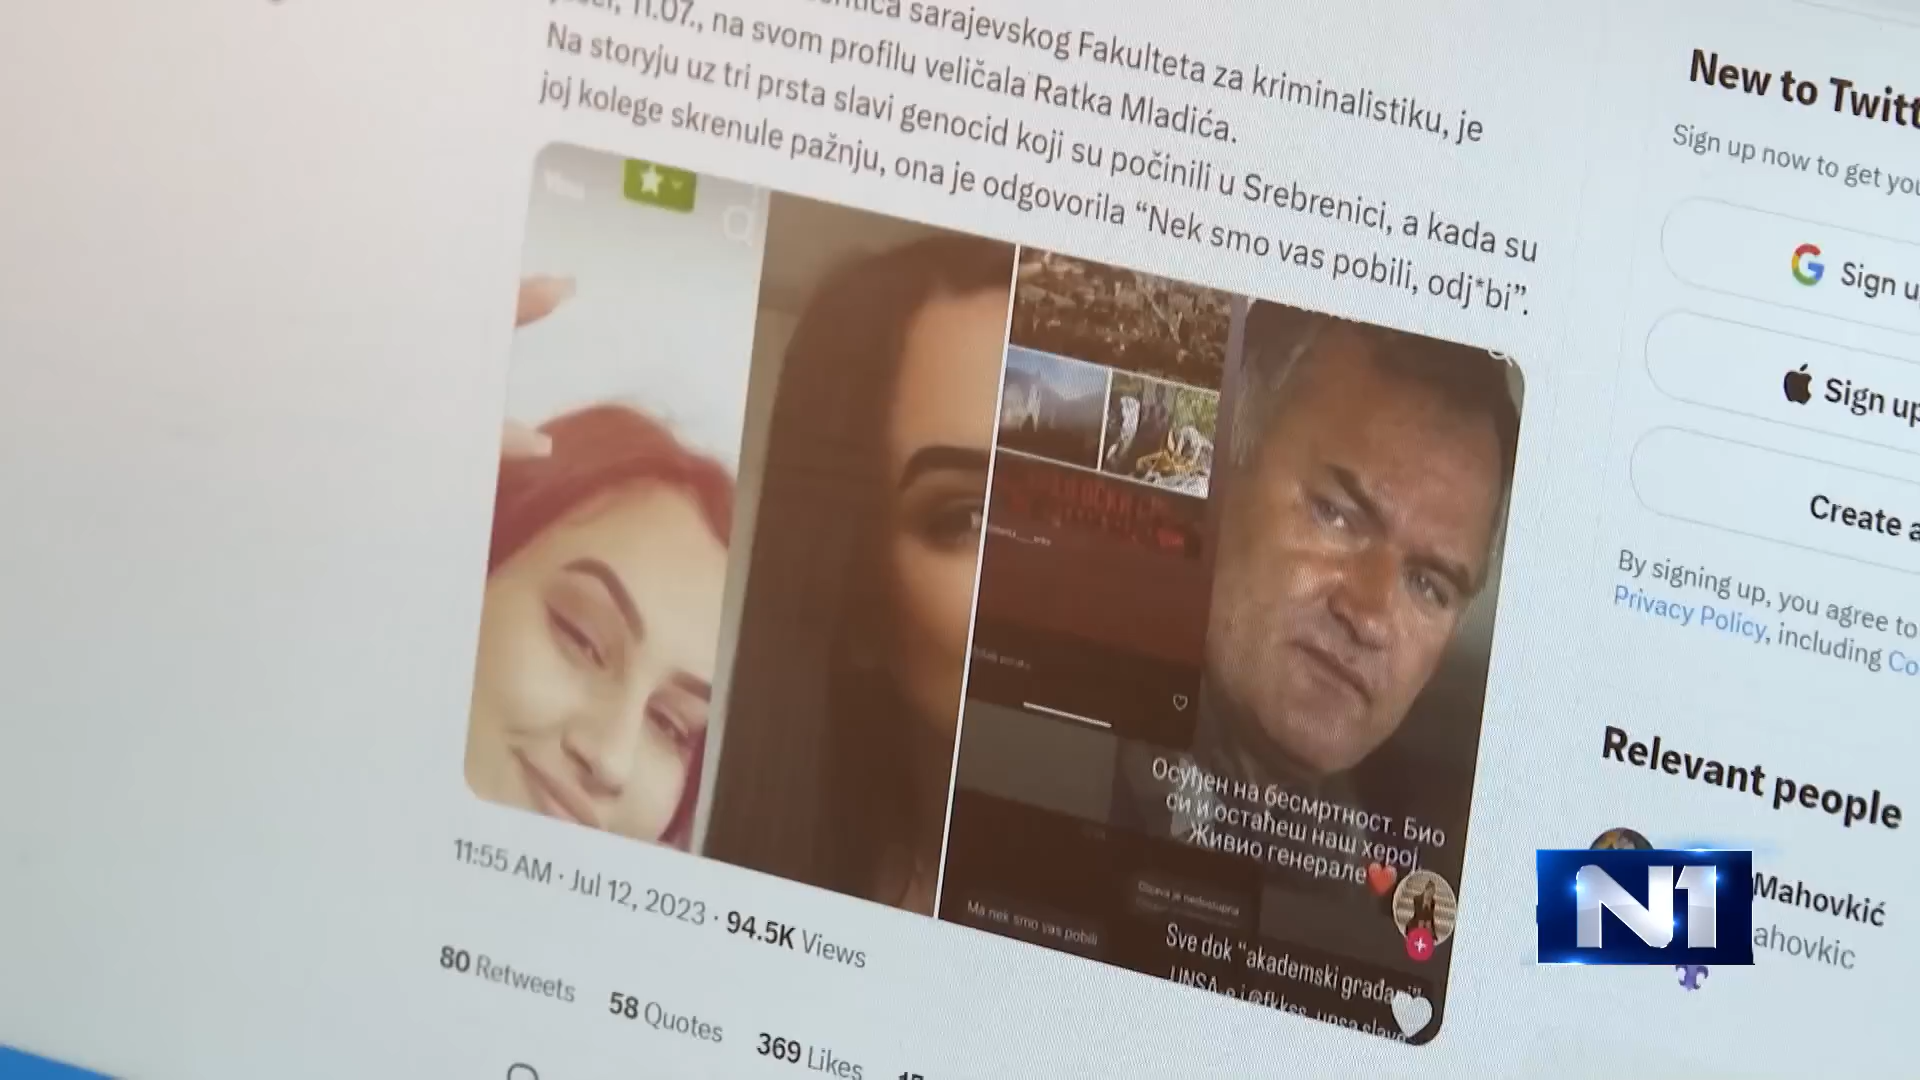 sarajevskog Fakulteta za kriminalistiku, je
11.07., na svom profilu veličala Ratka Mladića.
Na storyju uz tri prsta slavi genocid koji su počinili u Srebrenici, a kada su
joj kolege skrenule pažnju, ona je odgovorila “Nek smo vas pobili, odj*bi”.
Осуђен на бесмртност. Био
си и остаћеш наш херој.
Живио генерале
Objava je nedostupna
Ma nek smo vas pobili
Sve dok “akademski građani”
UNSA
11:55 AM · Jul 12, 2023 · 94.5K Views
80 Retweets 58 Quotes 369 Likes
New to Twitt
Sign up now to get you
Sign u
Sign up
Create a
By signing up, you agree to
Privacy Policy, including Co
Relevant people
Mahovkić
ahovkic
N1